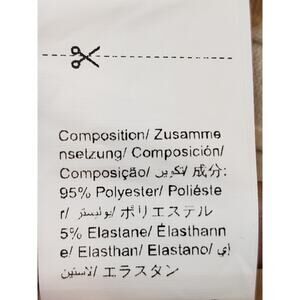 Composition/ Zusamme
nsetzung/ Composición/
Composição/ تكوين/ 成分:
95% Polyester/ Poliéste
r/ بوليستر/ ポリエステル
5% Elastane/ Élasthann
e/ Elasthan/ Elastano/ إي
لاستين/ エラスタン